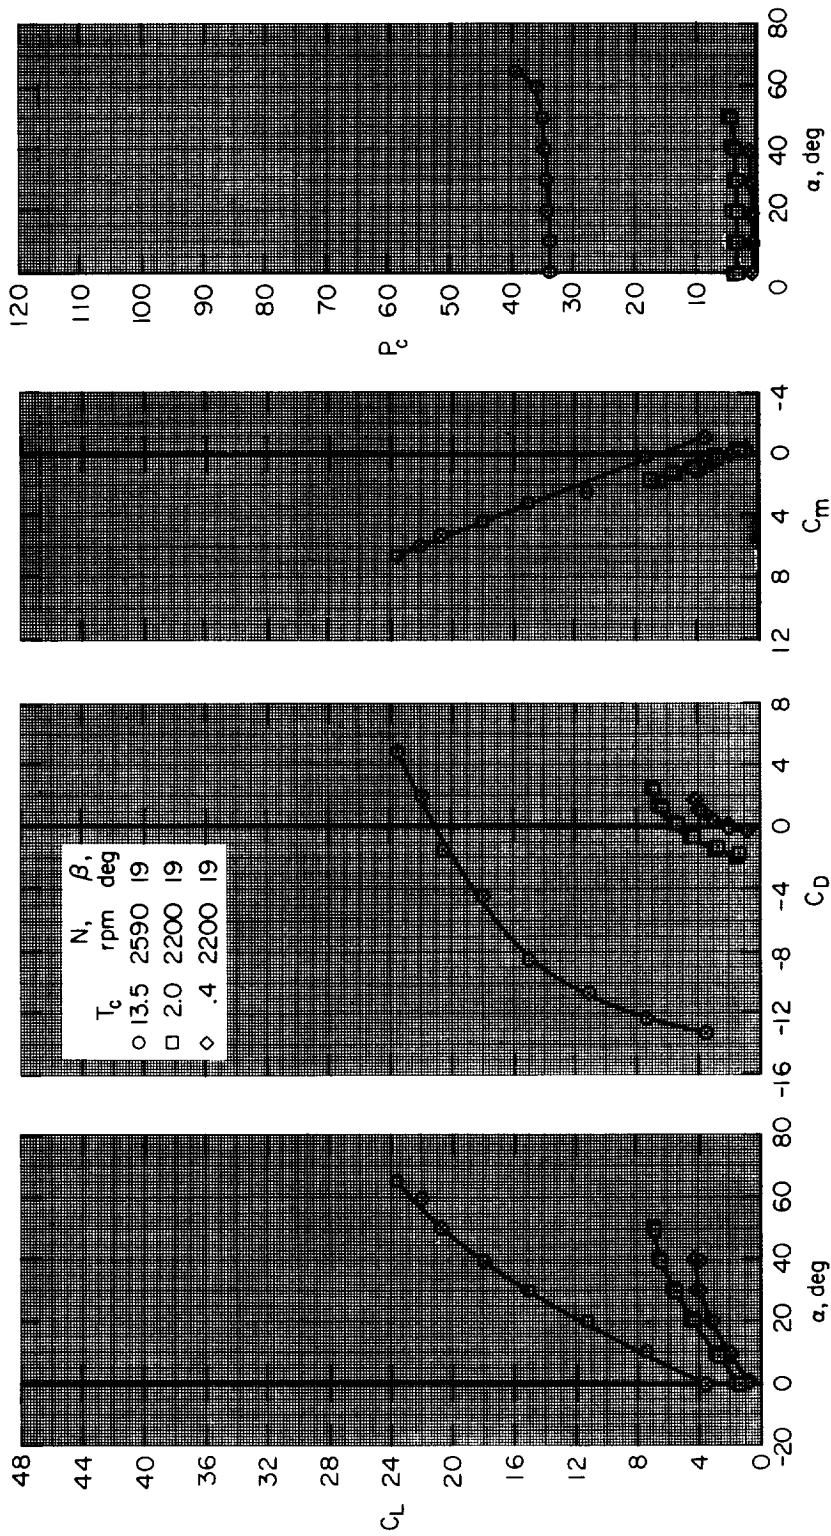 48
44
40
36
32
28
24
20
16
12
8
4
0
C_L
-20 0 20 40 60 80
α, deg
T_c N, rpm β, deg
○ 13.5 2590 19
□ 2.0 2200 19
◇ .4 2200 19
-16 -12 -8 -4 0 4 8
C_D
12 8 4 0 -4
C_m
120
110
100
90
80
70
60
50
40
30
20
10
P_c
0 20 40 60 80
α, deg